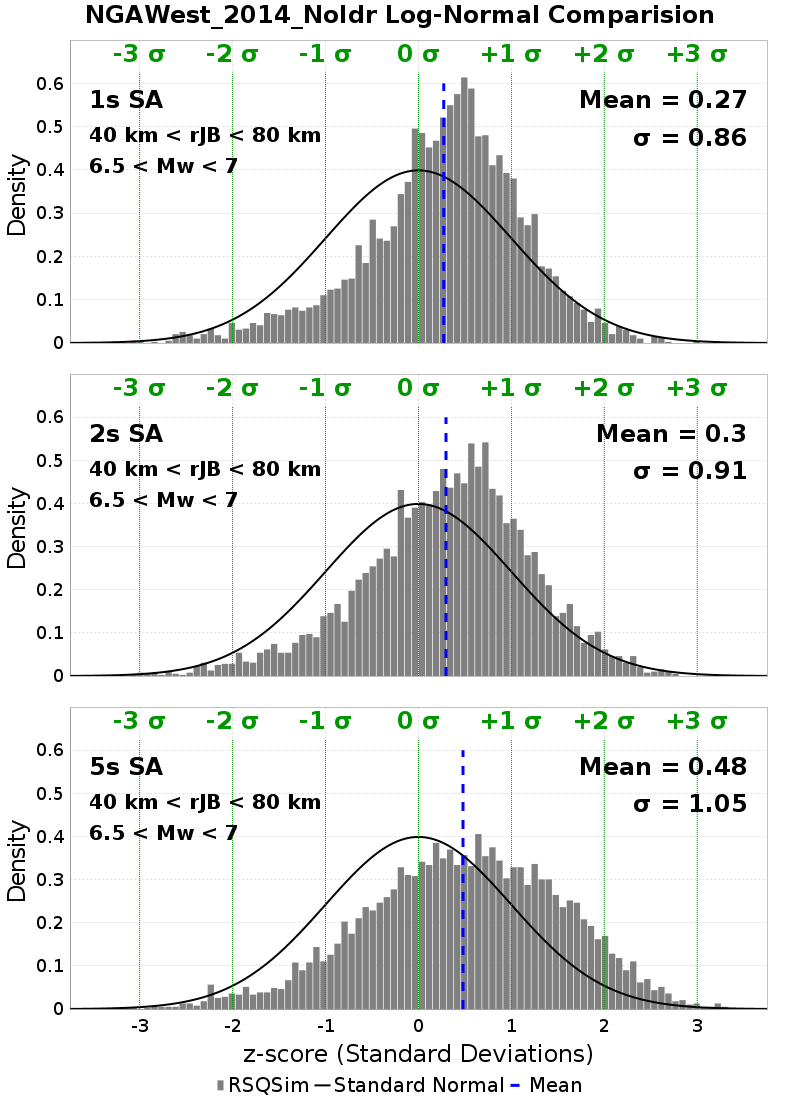 NGAWest_2014_NoIdr Log-Normal Comparision
-3 σ -2 σ -1 σ 0 σ +1 σ +2 σ +3 σ
0.6
0.5
0.4
0.3
0.2
0.1
0
Density
1s SA
40 km < rJB < 80 km
6.5 < Mw < 7
Mean = 0.27
σ = 0.86
-3 σ -2 σ -1 σ 0 σ +1 σ +2 σ +3 σ
0.6
0.5
0.4
0.3
0.2
0.1
0
Density
2s SA
40 km < rJB < 80 km
6.5 < Mw < 7
Mean = 0.3
σ = 0.91
-3 σ -2 σ -1 σ 0 σ +1 σ +2 σ +3 σ
0.6
0.5
0.4
0.3
0.2
0.1
0
Density
5s SA
40 km < rJB < 80 km
6.5 < Mw < 7
Mean = 0.48
σ = 1.05
-3 -2 -1 0 1 2 3
z-score (Standard Deviations)
RSQSim Standard Normal Mean